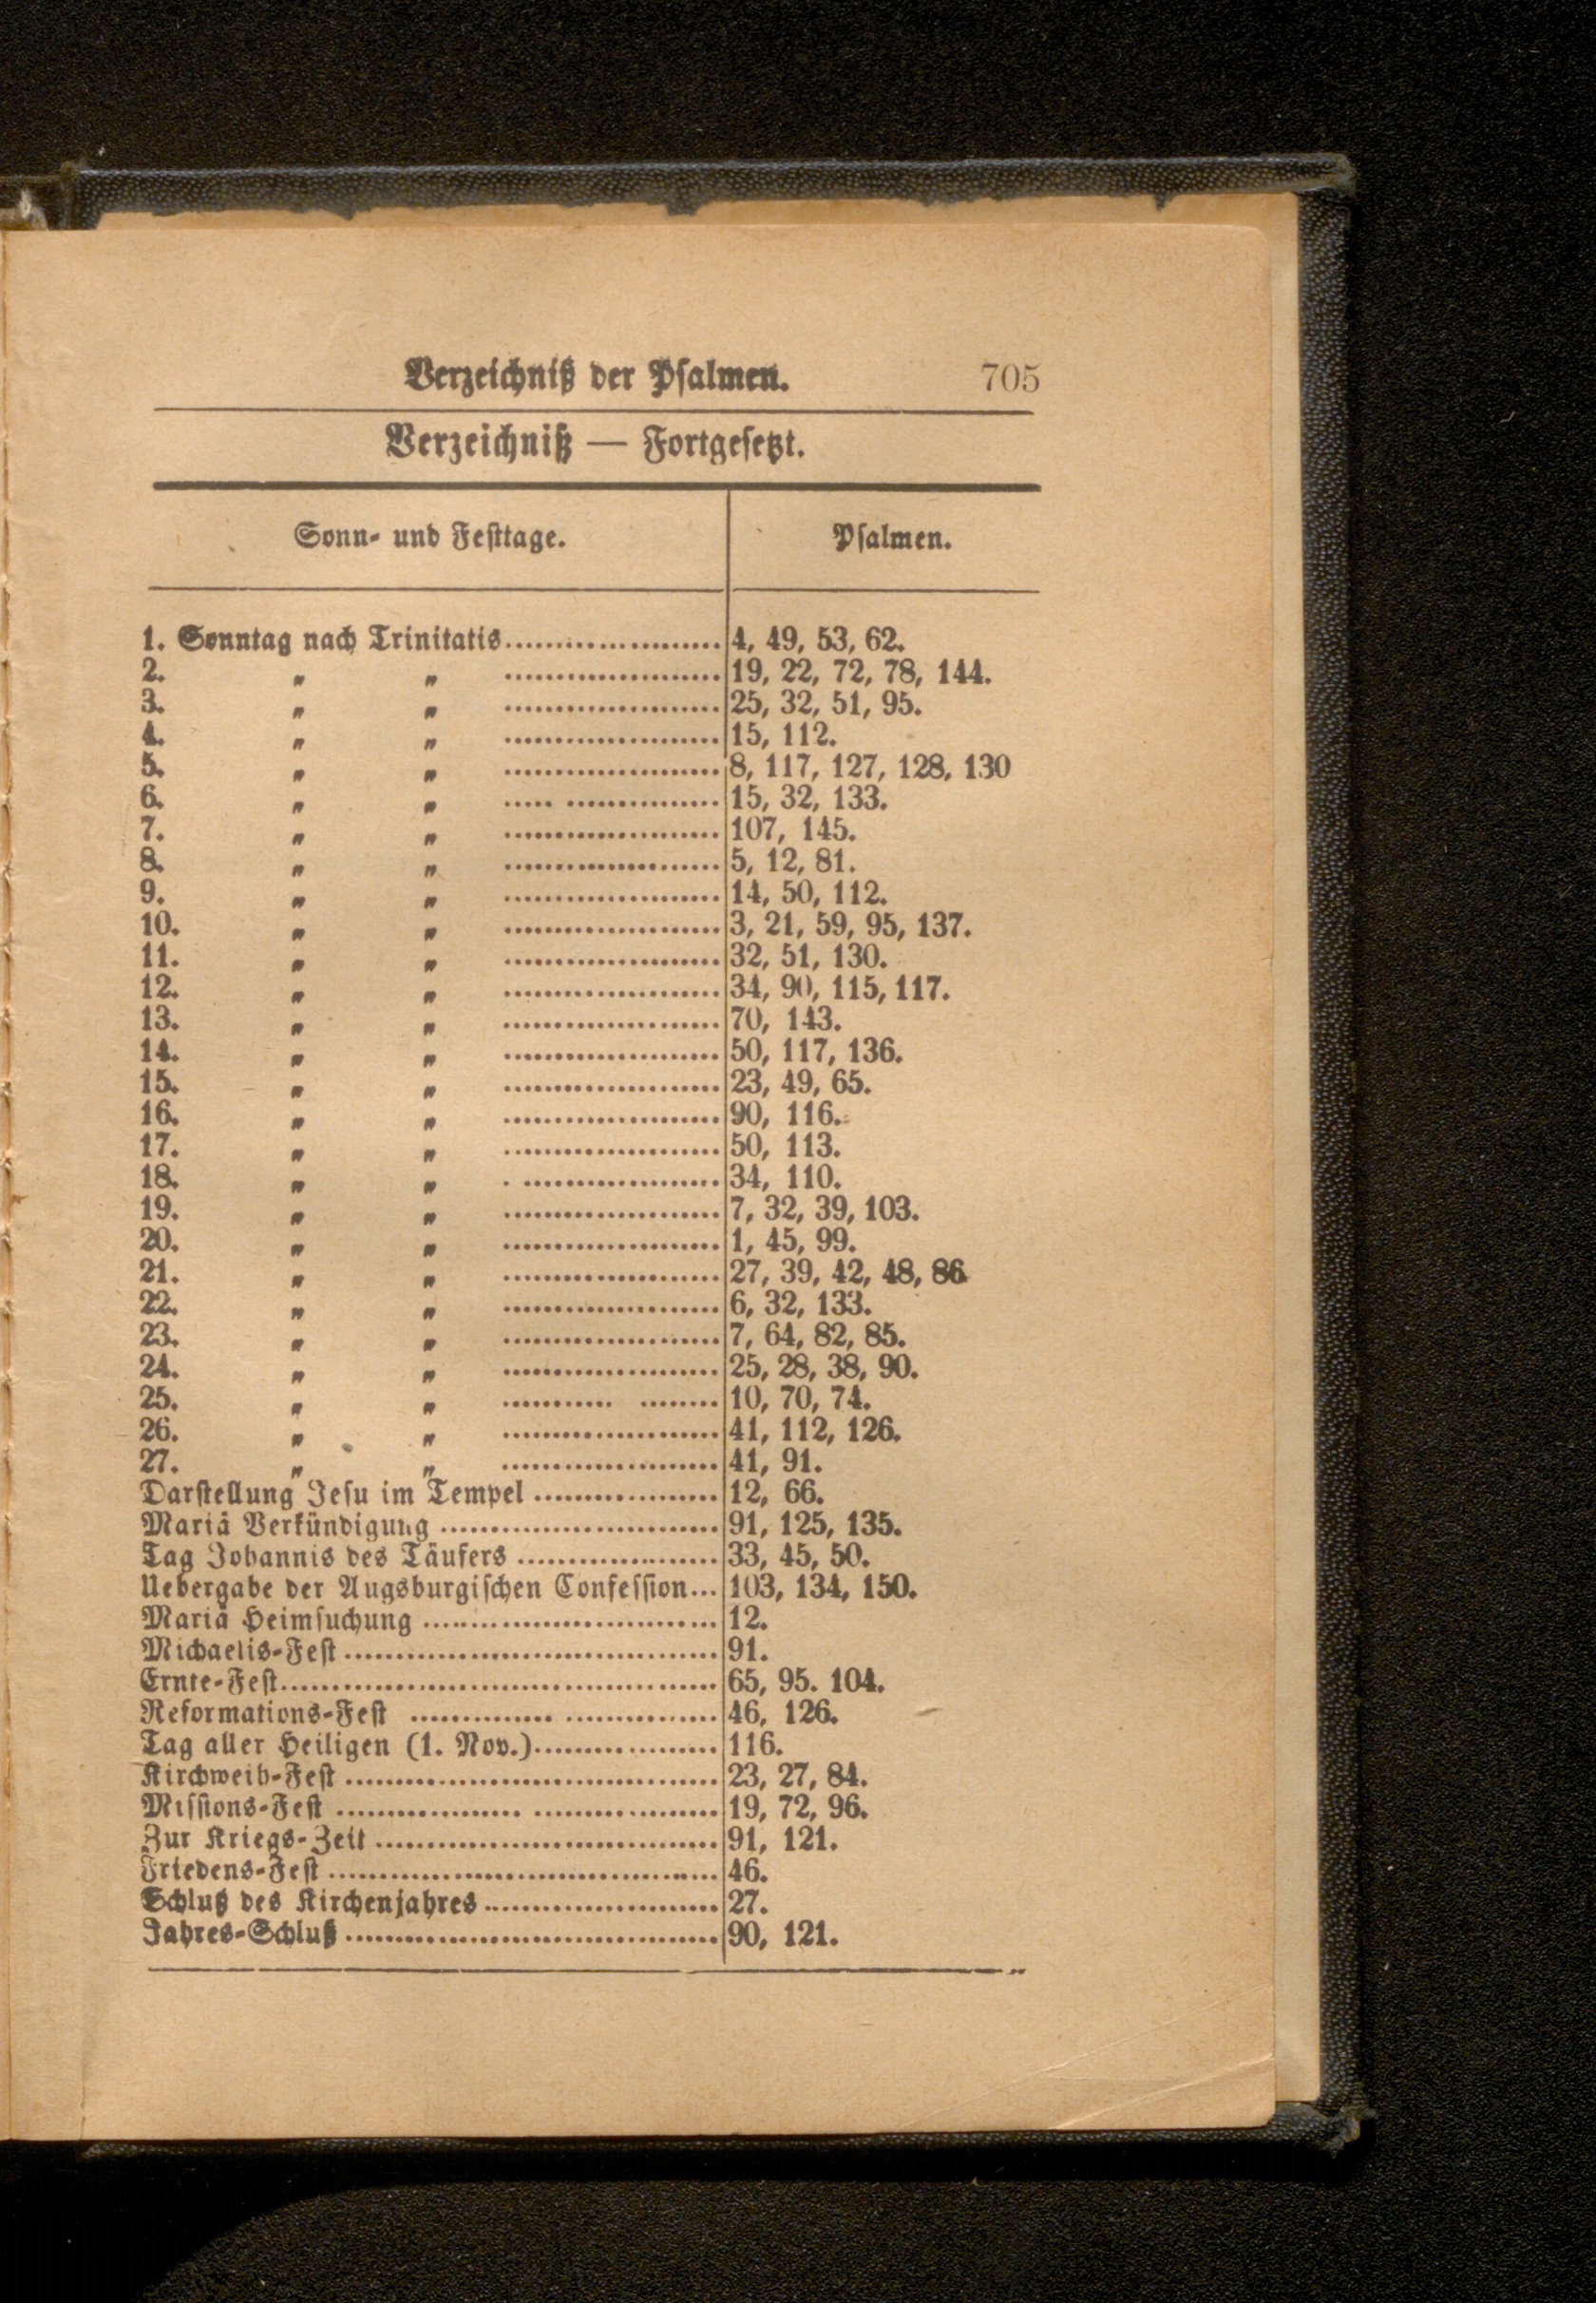 Verzeichniß der Psalmen. 705
Verzeichniß — Fortgesetzt.
Sonn- und Festtage. Psalmen.
1. Sonntag nach Trinitatis..................... 4, 49, 53, 62.
2. „ „ ..................... 19, 22, 72, 78, 144.
3. „ „ ..................... 25, 32, 51, 95.
4. „ „ ..................... 15, 112.
5. „ „ ..................... 8, 117, 127, 128, 130
6. „ „ ..... ............... 15, 32, 133.
7. „ „ ..................... 107, 145.
8. „ „ ..................... 5, 12, 81.
9. „ „ ..................... 14, 50, 112.
10. „ „ ..................... 3, 21, 59, 95, 137.
11. „ „ ..................... 32, 51, 130.
12. „ „ ..................... 34, 90, 115, 117.
13. „ „ ..................... 70, 143.
14. „ „ ..................... 50, 117, 136.
15. „ „ ..................... 23, 49, 65.
16. „ „ ..................... 90, 116.
17. „ „ ..................... 50, 113.
18. „ „ . ................... 34, 110.
19. „ „ ..................... 7, 32, 39, 103.
20. „ „ ..................... 1, 45, 99.
21. „ „ ..................... 27, 39, 42, 48, 86.
22. „ „ ..................... 6, 32, 133.
23. „ „ ..................... 7, 64, 82, 85.
24. „ „ ..................... 25, 28, 38, 90.
25. „ „ ........... ........ 10, 70, 74.
26. „ „ ..................... 41, 112, 126.
27. „ „ ..................... 41, 91.
Darstellung Jesu im Tempel .................. 12, 66.
Mariä Verkündigung ........................... 91, 125, 135.
Tag Johannis des Täufers .................... 33, 45, 50.
Uebergabe der Augsburgischen Confession... 103, 134, 150.
Mariä Heimsuchung ............................. 12.
Michaelis-Fest ..................................... 91.
Ernte-Fest........................................... 65, 95. 104.
Reformations-Fest .............. ............... 46, 126.
Tag aller Heiligen (1. Nov.).................. 116.
Kirchweih-Fest ..................................... 23, 27, 84.
Missions-Fest .................. .................. 19, 72, 96.
Zur Kriegs-Zeit .................................. 91, 121.
Friedens-Fest ...................................... 46.
Schluß des Kirchenjahres ....................... 27.
Jahres-Schluß ..................................... 90, 121.